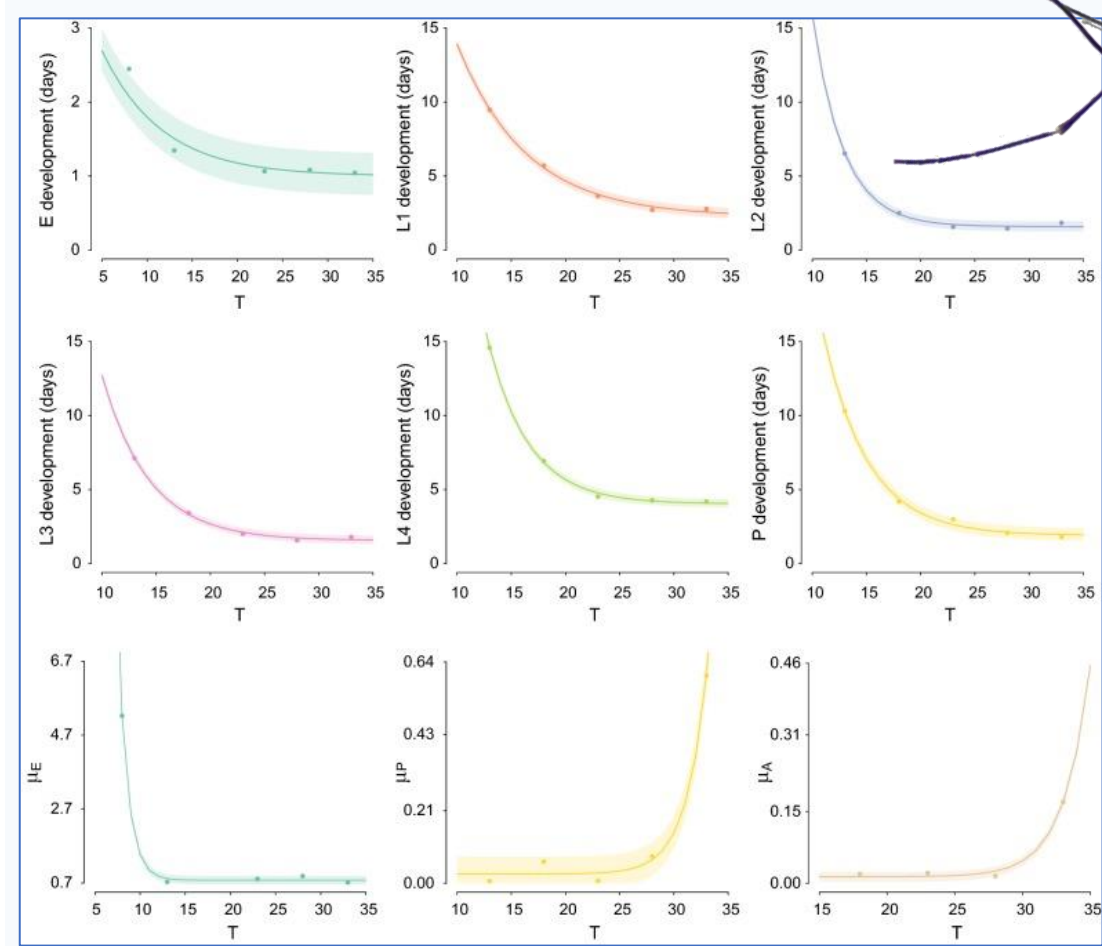 E development (days)
3
2
1
0
5 10 15 20 25 30 35
T
L1 development (days)
15
10
5
0
10 15 20 25 30 35
T
L2 development (days)
15
10
5
0
10 15 20 25 30 35
T
L3 development (days)
15
10
5
0
10 15 20 25 30 35
T
L4 development (days)
15
10
5
0
10 15 20 25 30 35
T
P development (days)
15
10
5
0
10 15 20 25 30 35
T
μE
6.7
4.7
2.7
0.7
5 10 15 20 25 30 35
T
μP
0.64
0.43
0.21
0.00
10 15 20 25 30 35
T
μA
0.46
0.31
0.15
0.00
15 20 25 30 35
T